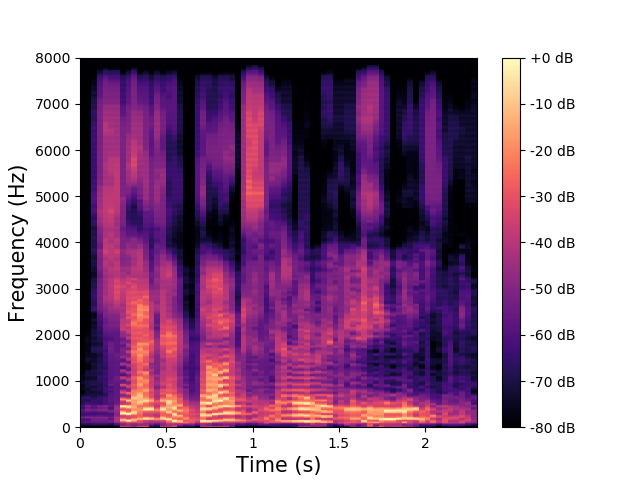 8000
7000
6000
5000
4000
3000
2000
1000
0
Frequency (Hz)
0
0.5
1
1.5
2
Time (s)
+0 dB
-10 dB
-20 dB
-30 dB
-40 dB
-50 dB
-60 dB
-70 dB
-80 dB